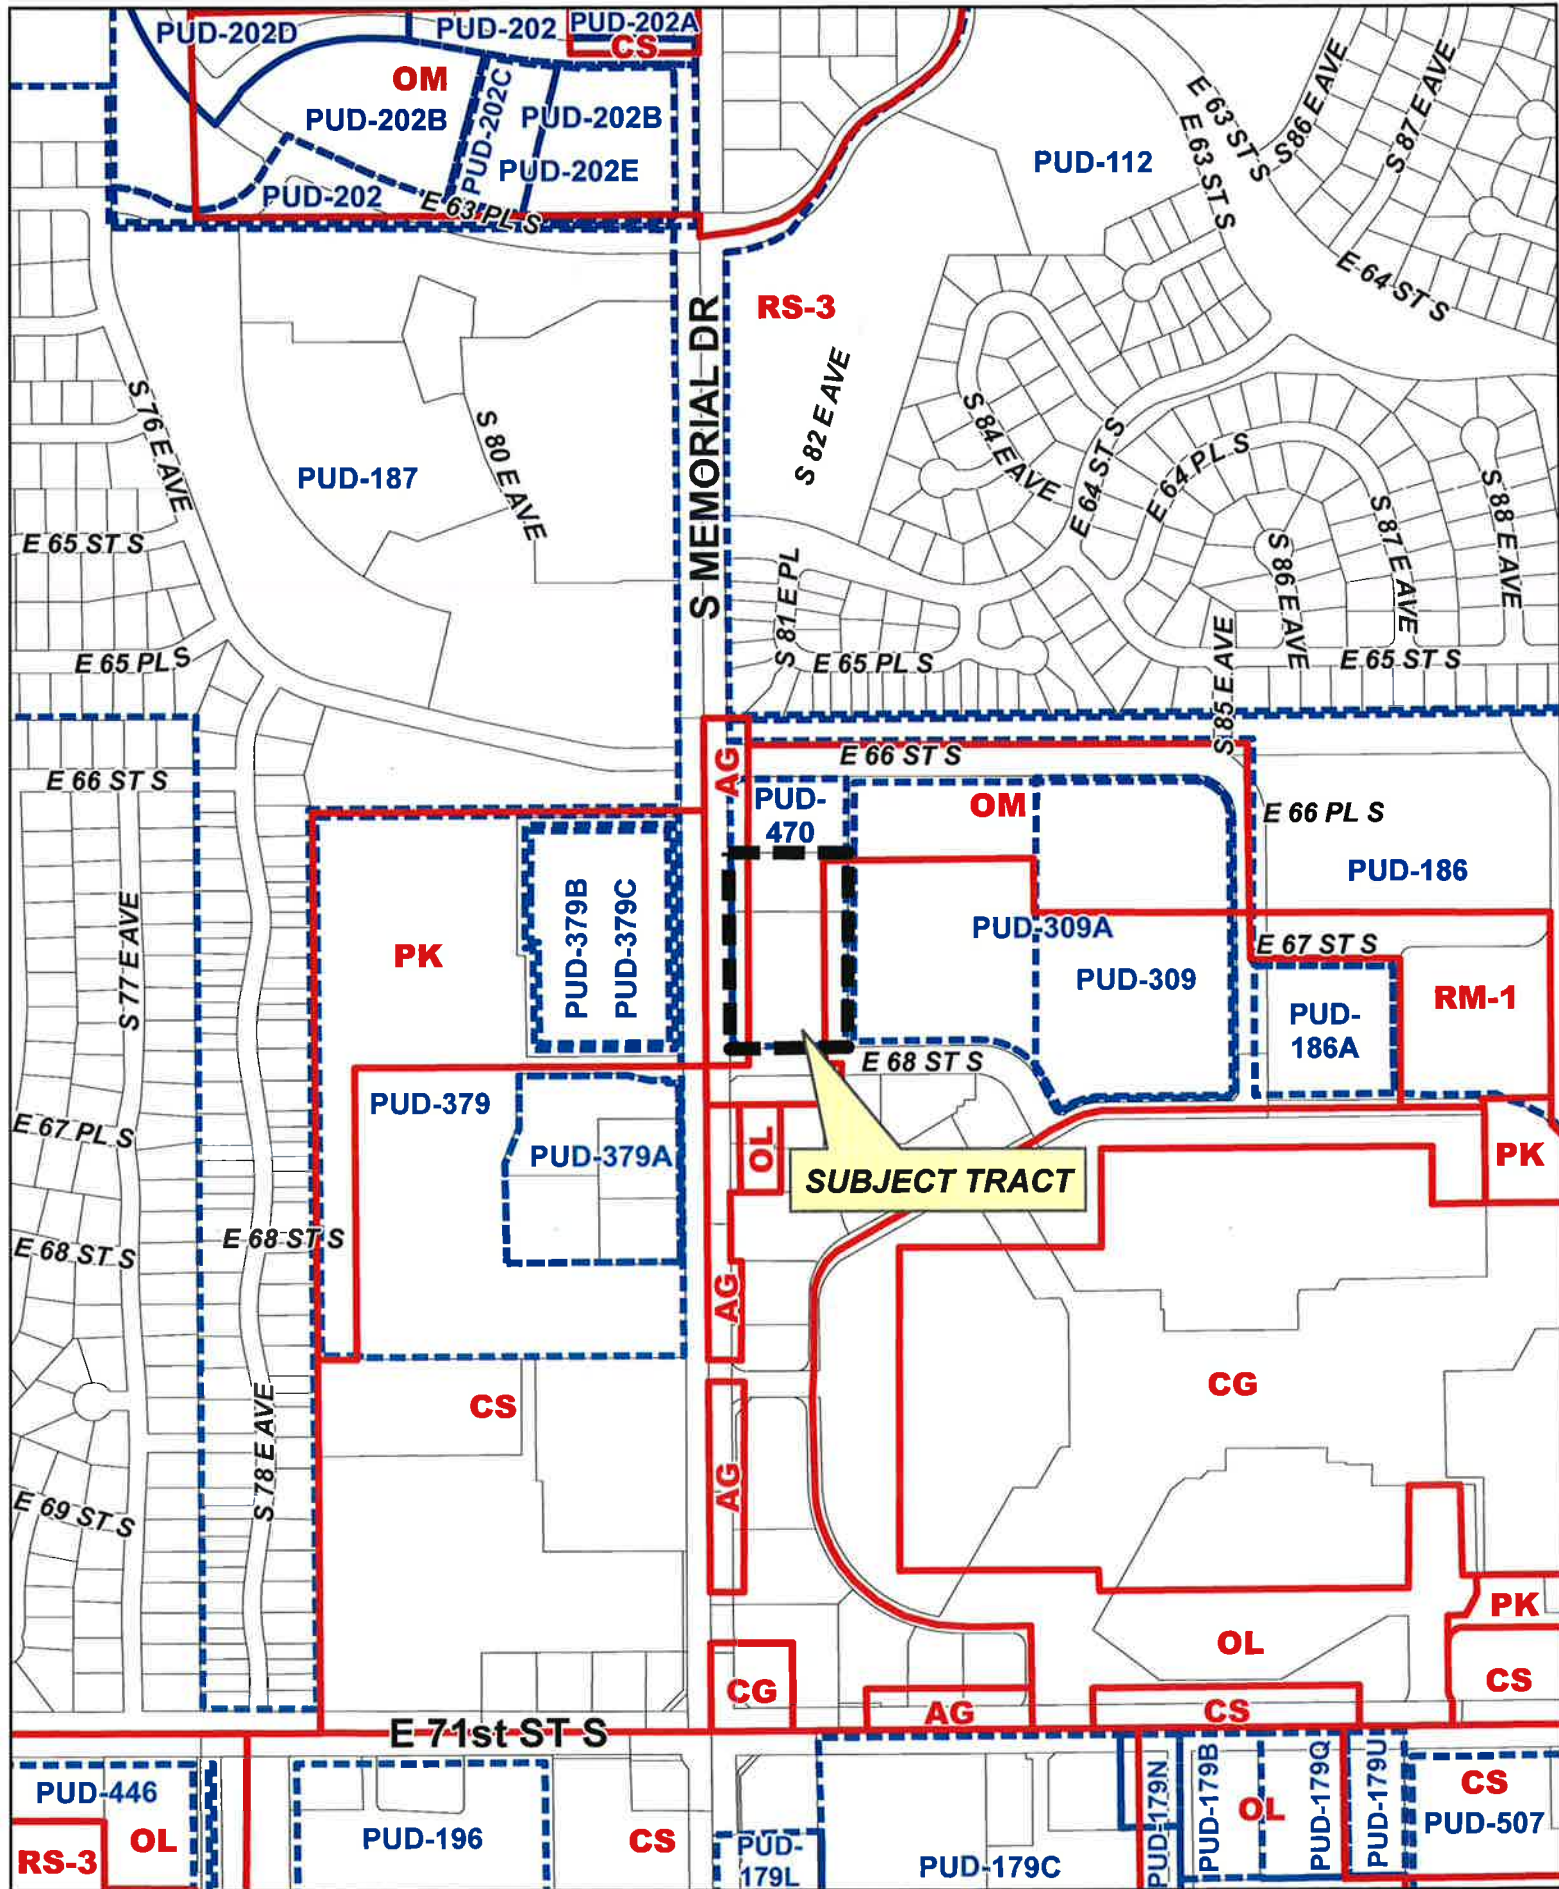 PUD-202D
PUD-202
PUD-202A
CS
OM
PUD-202B
PUD-202C
PUD-202B
PUD-202E
PUD-202
E 63 PL S
PUD-112
E 63 ST S
E 63 ST S
S 86 E AVE
S 87 E AVE
E 64 ST S
RS-3
S MEMORIAL DR
S 82 E AVE
S 76 E AVE
PUD-187
S 80 E AVE
S 84 E AVE
E 64 ST S
E 64 PL S
S 86 E AVE
S 87 E AVE
S 88 E AVE
E 65 ST S
E 65 PL S
S 81 E PL
E 65 PL S
S 85 E AVE
E 65 ST S
E 66 ST S
AG
E 66 ST S
PUD-
470
OM
E 66 PL S
PUD-186
S 77 E AVE
PK
PUD-379B
PUD-379C
PUD-309A
PUD-309
E 67 ST S
PUD-
186A
RM-1
E 68 ST S
PUD-379
PUD-379A
E 67 PL S
OL
SUBJECT TRACT
PK
E 68 ST S
E 68 ST S
AG
CS
CG
S 78 E AVE
AG
E 69 ST S
PK
OL
CG
AG
CS
CS
E 71st ST S
PUD-446
OL
RS-3
PUD-196
CS
PUD-
179L
PUD-179C
PUD-179N
PUD-179B
OL
PUD-179Q
PUD-179U
CS
PUD-507